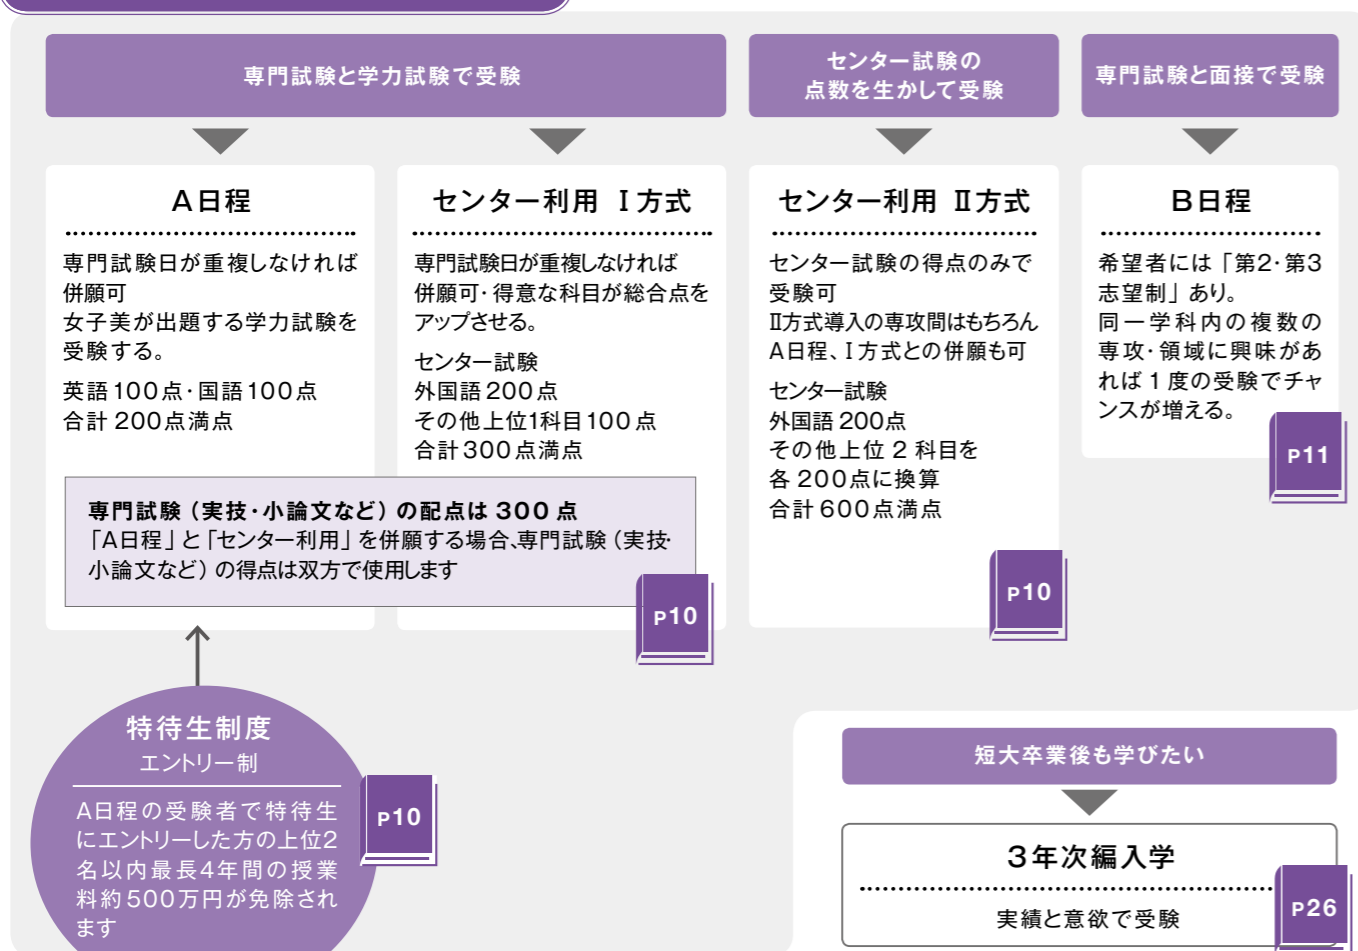 専門試験と学力試験で受験
A日程
専門試験日が重複しなければ
併願可
女子美が出題する学力試験を
受験する。
英語100点・国語100点
合計 200点満点
センター利用 Ⅰ方式
専門試験日が重複しなければ
併願可・得意な科目が総合点を
アップさせる。
センター試験
外国語200点
その他上位1科目100点
合計300点満点
専門試験（実技・小論文など）の配点は 300 点
「A日程」と「センター利用」を併願する場合、専門試験（実技・
小論文など）の得点は双方で使用します
P10
センター試験の
点数を生かして受験
センター利用 Ⅱ方式
センター試験の得点のみで
受験可
Ⅱ方式導入の専攻間はもちろん
A日程、Ⅰ方式との併願も可
センター試験
外国語 200点
その他上位 2 科目を
各 200点に換算
合計 600点満点
P10
専門試験と面接で受験
B日程
希望者には「第2・第3
志望制」あり。
同一学科内の複数の
専攻・領域に興味があ
れば 1 度の受験でチャ
ンスが増える。
P11
特待生制度
エントリー制
A日程の受験者で特待生
にエントリーした方の上位2
名以内最長4年間の授業
料約500万円が免除され
ます
P10
短大卒業後も学びたい
3年次編入学
実績と意欲で受験
P26